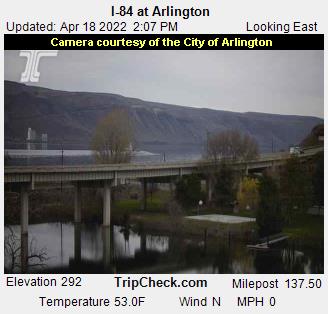 I-84 at Arlington
Updated: Apr 18 2022 2:07 PM Looking East
Camera courtesy of the City of Arlington
Elevation 292 TripCheck.com Milepost 137.50
Temperature 53.0F Wind N MPH 0